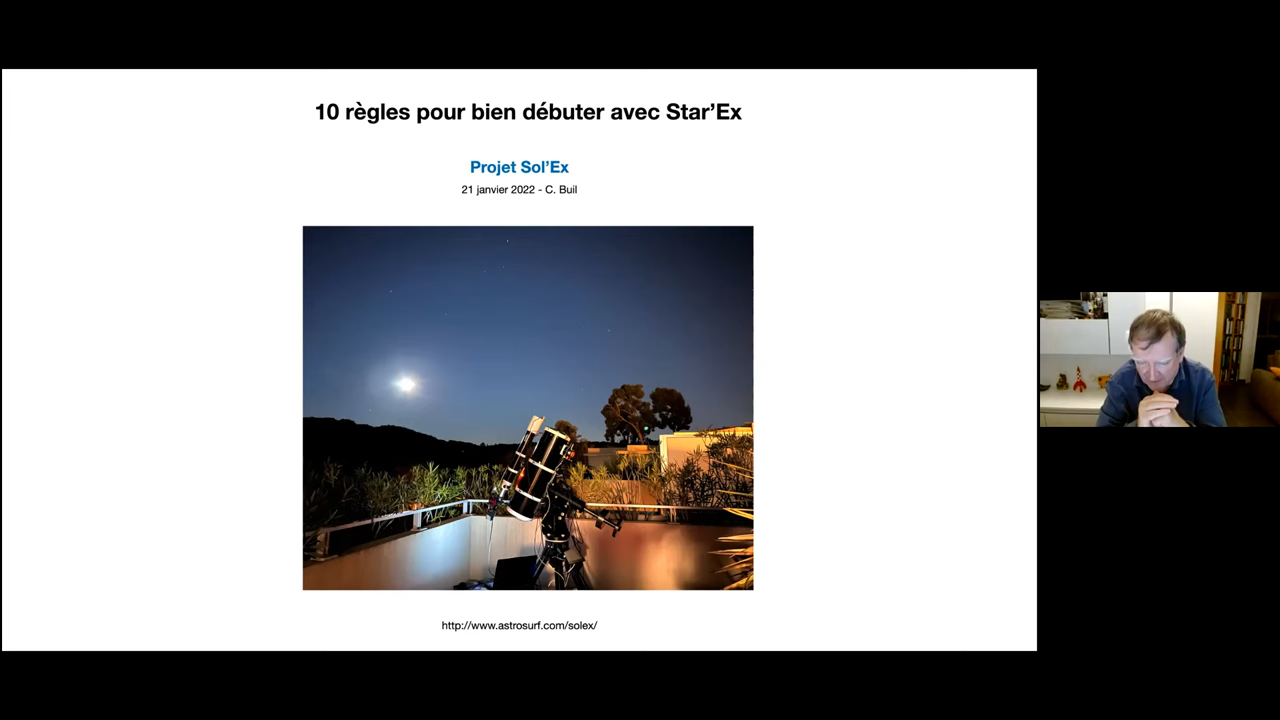 10 règles pour bien débuter avec Star’Ex
Projet Sol’Ex
21 janvier 2022 - C. Buil
http://www.astrosurf.com/solex/